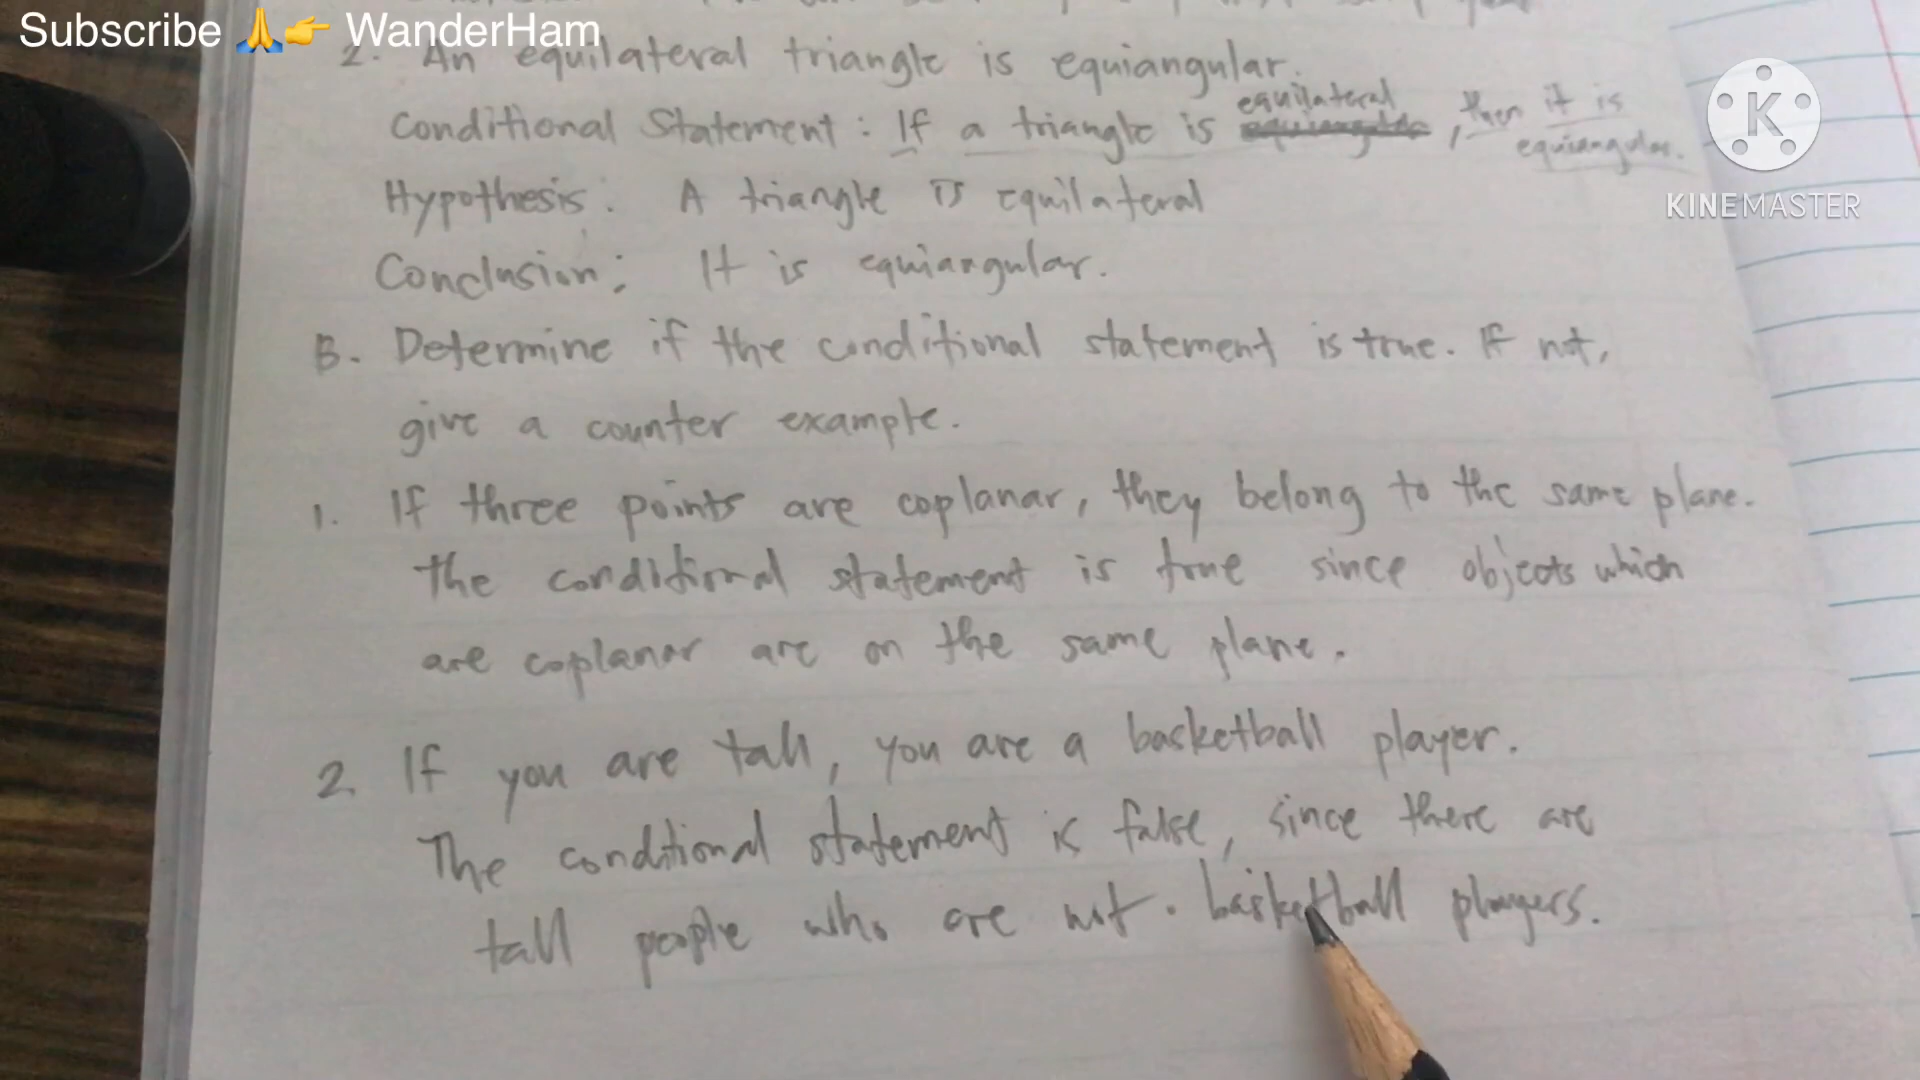 Subscribe 🙏👉 WanderHam
2. An equilateral triangle is equiangular.
Conditional Statement: If a triangle is equilateral, then it is equiangular.
Hypothesis: A triangle is equilateral
Conclusion: It is equiangular.
B. Determine if the conditional statement is true. If not,
give a counter example.
1. If three points are coplanar, they belong to the same plane.
the conditional statement is true since objects which
are coplanar are on the same plane.
2. If you are tall, you are a basketball player.
The conditional statement is false, since there are
tall people who are not basketball players.
K
KINEMASTER